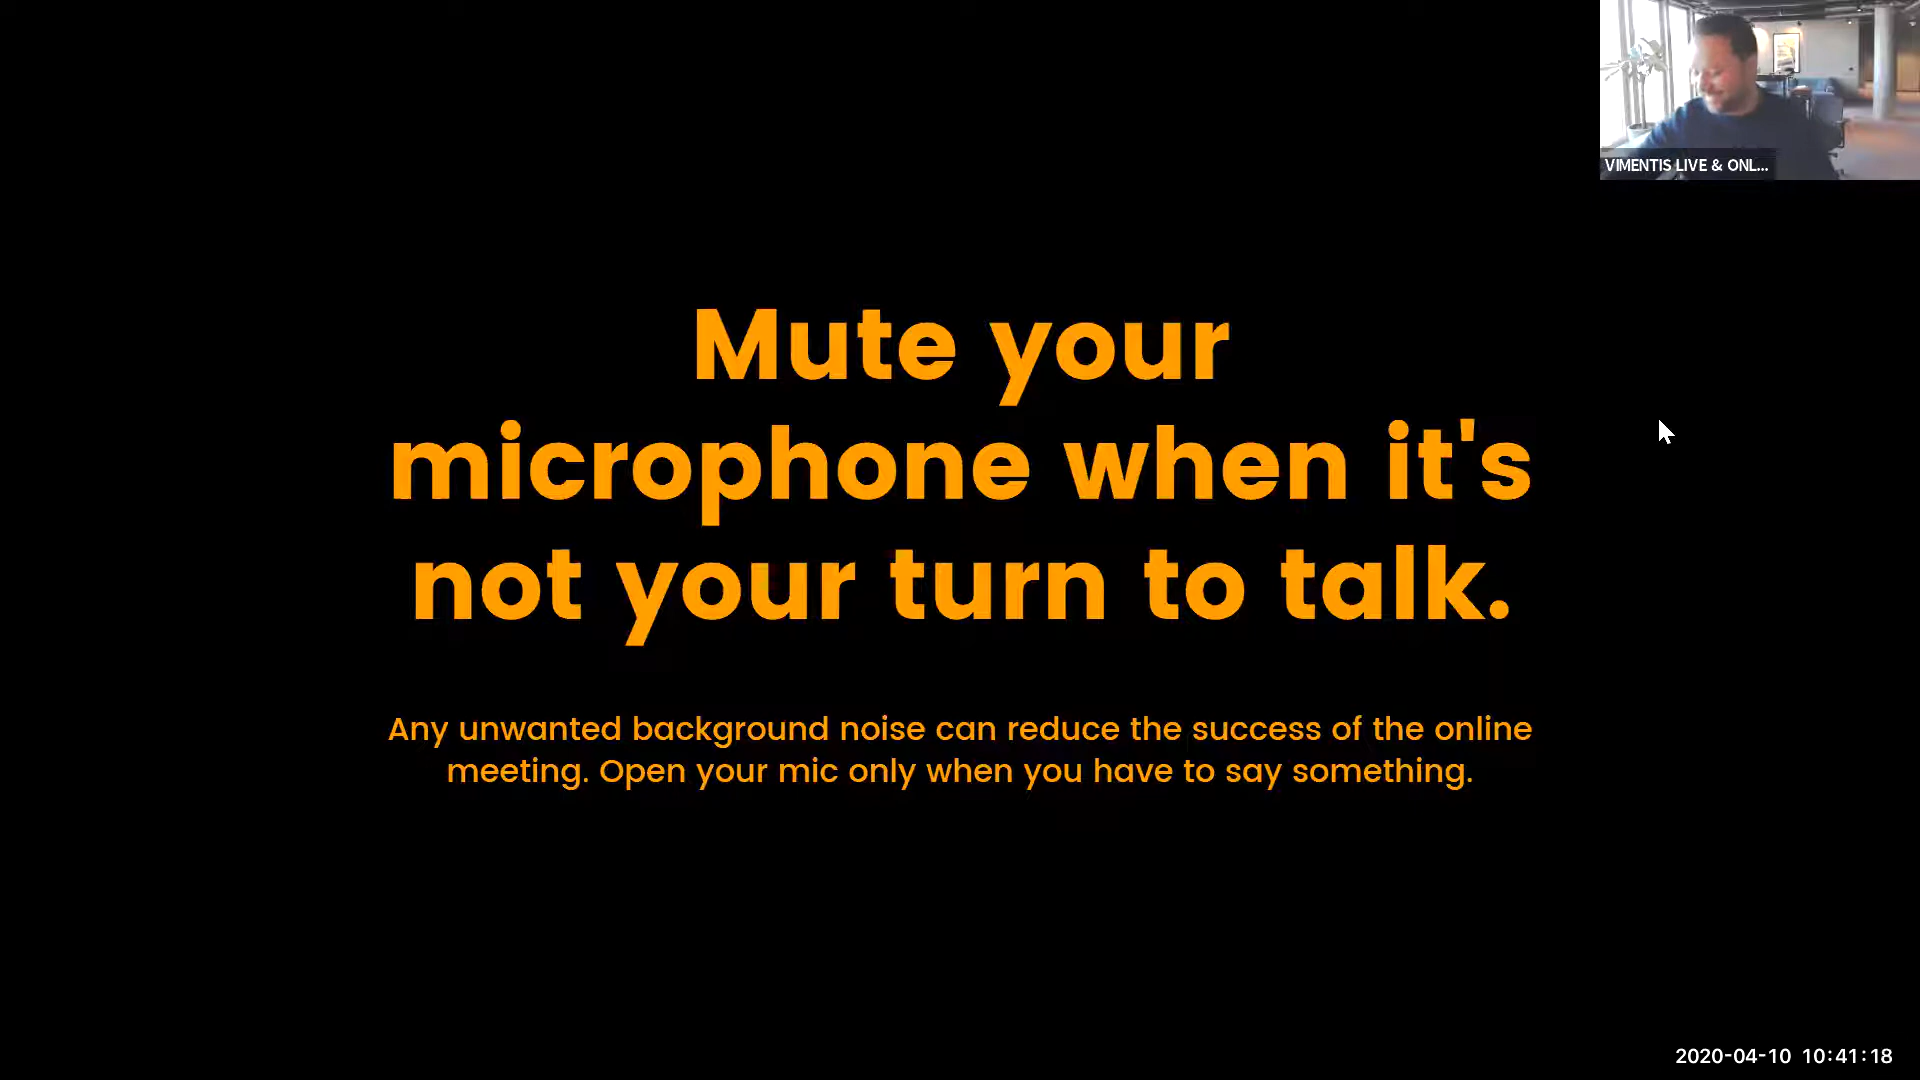 VIMENTIS LIVE & ONL...
Mute your
microphone when it's
not your turn to talk.
Any unwanted background noise can reduce the success of the online
meeting. Open your mic only when you have to say something.
2020-04-10 10:41:18